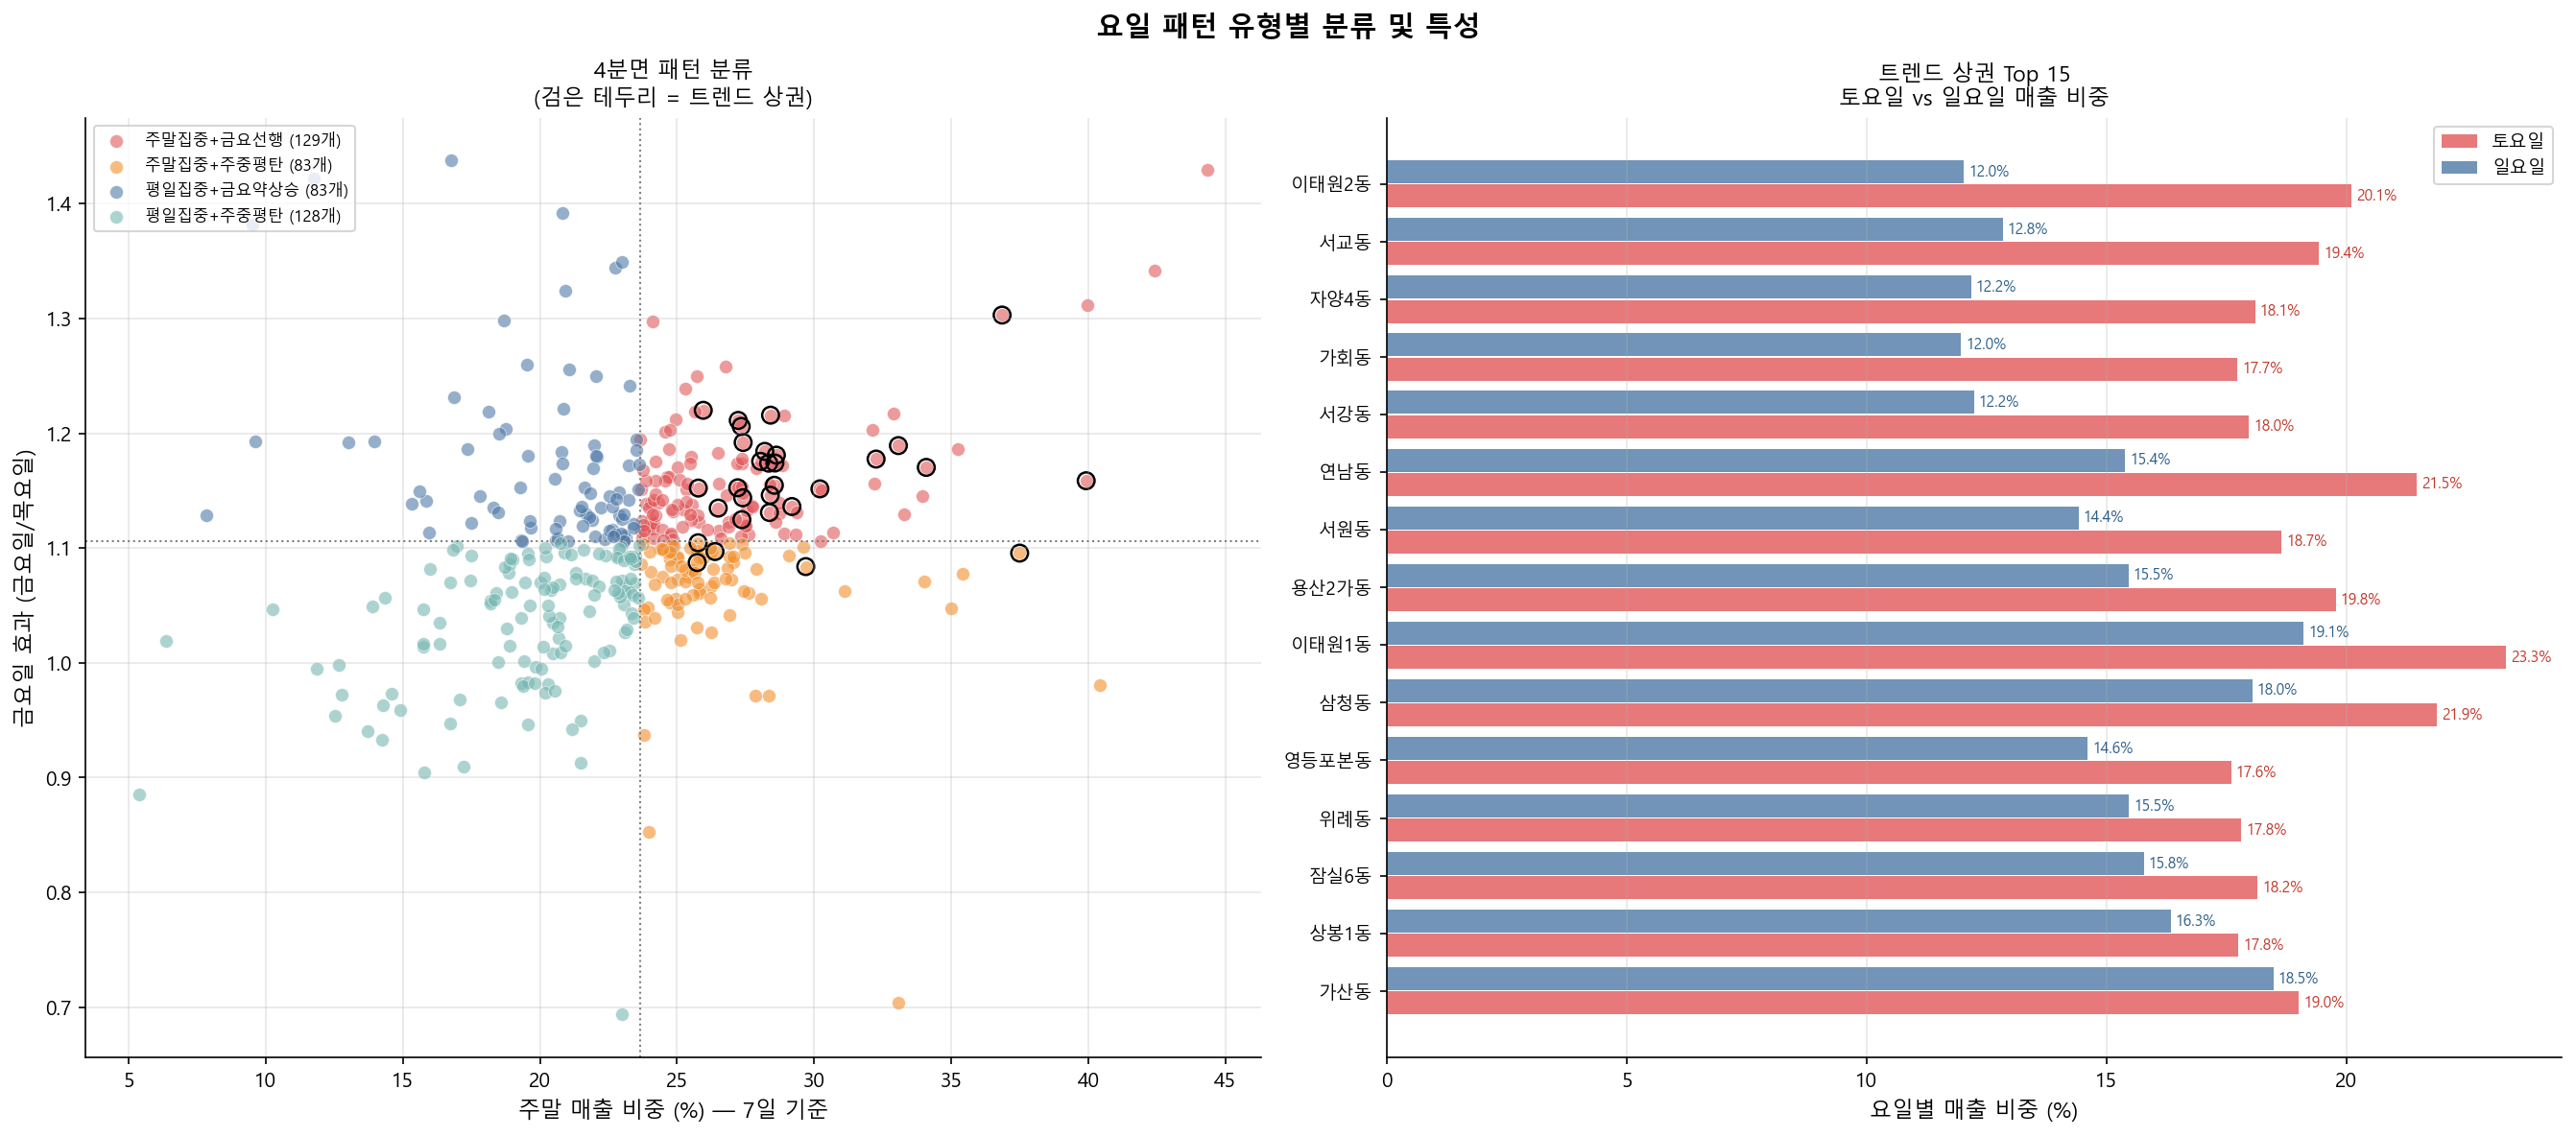 요일 패턴 유형별 분류 및 특성
4분면 패턴 분류
(검은 테두리 = 트렌드 상권)
주말집중+금요선행 (129개)
주말집중+주중평탄 (83개)
평일집중+금요약상승 (83개)
평일집중+주중평탄 (128개)
금요일 효과 (금요일/목요일)
1.4
1.3
1.2
1.1
1.0
0.9
0.8
0.7
5 10 15 20 25 30 35 40 45
주말 매출 비중 (%) — 7일 기준
트렌드 상권 Top 15
토요일 vs 일요일 매출 비중
토요일
일요일
이태원2동 12.0% 20.1%
서교동 12.8% 19.4%
자양4동 12.2% 18.1%
가회동 12.0% 17.7%
서강동 12.2% 18.0%
연남동 15.4% 21.5%
서원동 14.4% 18.7%
용산2가동 15.5% 19.8%
이태원1동 19.1% 23.3%
삼청동 18.0% 21.9%
영등포본동 14.6% 17.6%
위례동 15.5% 17.8%
잠실6동 15.8% 18.2%
상봉1동 16.3% 17.8%
가산동 18.5% 19.0%
0 5 10 15 20
요일별 매출 비중 (%)